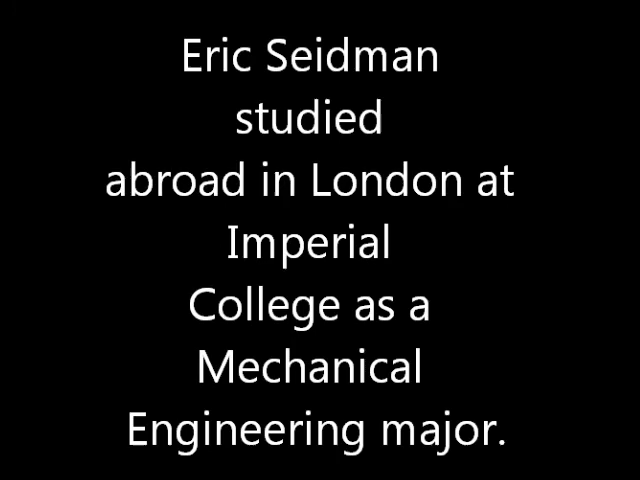 Eric Seidman
studied
abroad in London at
Imperial
College as a
Mechanical
Engineering major.